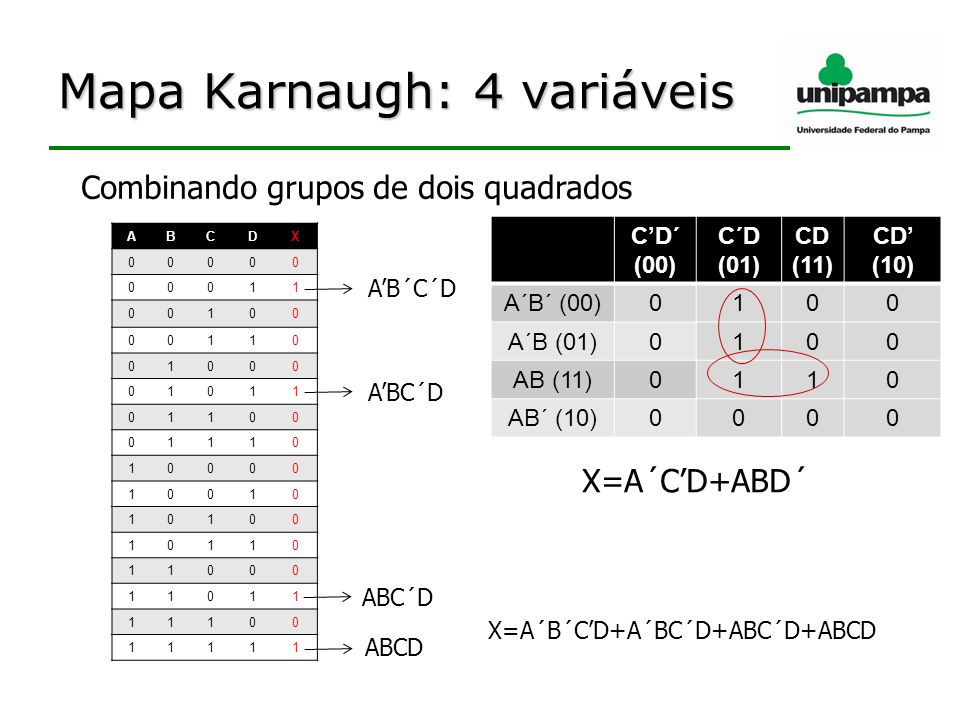 Mapa Karnaugh: 4 variáveis
unipampa
Universidade Federal do Pampa
Combinando grupos de dois quadrados
A B C D X
0 0 0 0 0
0 0 0 1 1
0 0 1 0 0
0 0 1 1 0
0 1 0 0 0
0 1 0 1 1
0 1 1 0 0
0 1 1 1 0
1 0 0 0 0
1 0 0 1 0
1 0 1 0 0
1 0 1 1 0
1 1 0 0 0
1 1 0 1 1
1 1 1 0 0
1 1 1 1 1
A’B´C´D
A’BC´D
ABC´D
ABCD
C’D´ C´D CD CD’
(00) (01) (11) (10)
A´B´ (00) 0 1 0 0
A´B (01) 0 1 0 0
AB (11) 0 1 1 0
AB´ (10) 0 0 0 0
X=A´C’D+ABD´
X=A´B´C’D+A´BC´D+ABC´D+ABCD